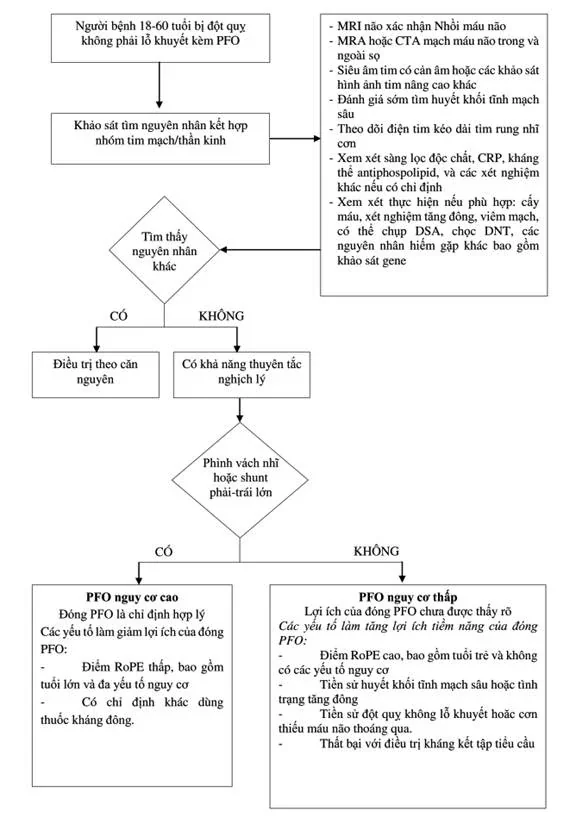 Người bệnh 18-60 tuổi bị đột quỵ
không phải lỗ khuyết kèm PFO
Khảo sát tìm nguyên nhân kết hợp
nhóm tim mạch/thần kinh
- MRI não xác nhận Nhồi máu não
- MRA hoặc CTA mạch máu não trong và
ngoài sọ
- Siêu âm tim có cản âm hoặc các khảo sát
hình ảnh tim nâng cao khác
- Đánh giá sớm tìm huyết khối tĩnh mạch
sâu
- Theo dõi điện tim kéo dài tìm rung nhĩ
cơn
- Xem xét sàng lọc độc chất, CRP, kháng
thể antiphospolipid, và các xét nghiệm
khác nếu có chỉ định
- Xem xét thực hiện nếu phù hợp: cấy
máu, xét nghiệm tăng đông, viêm mạch,
có thể chụp DSA, chọc DNT, các
nguyên nhân hiếm gặp khác bao gồm
khảo sát gene
Tìm thấy
nguyên nhân
khác
CÓ
KHÔNG
Điều trị theo căn
nguyên
Có khả năng thuyên tắc
nghịch lý
Phình vách nhĩ
hoặc shunt
phải-trái lớn
CÓ
KHÔNG
PFO nguy cơ cao
Đóng PFO là chỉ định hợp lý
Các yếu tố làm giảm lợi ích của đóng
PFO:
- Điểm RoPE thấp, bao gồm
tuổi lớn và đa yếu tố nguy cơ
- Có chỉ định khác dùng
thuốc kháng đông.
PFO nguy cơ thấp
Lợi ích của đóng PFO chưa được thấy rõ
Các yếu tố làm tăng lợi ích tiềm năng của đóng
PFO:
- Điểm RoPE cao, bao gồm tuổi trẻ và không
có các yếu tố nguy cơ
- Tiền sử huyết khối tĩnh mạch sâu hoặc tình
trạng tăng đông
- Tiền sử đột quỵ không lỗ khuyết hoăc cơn
thiếu máu não thoáng qua.
- Thất bại với điều trị kháng kết tập tiểu cầu